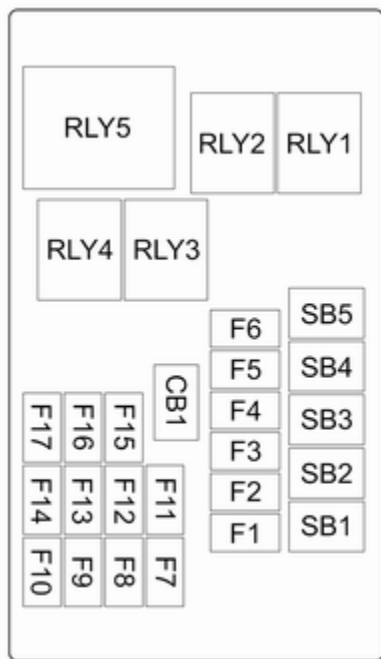 RLY5
RLY2 RLY1
RLY4 RLY3
SB5
F6
SB4
F5
CB1
F4
SB3
F17 F16 F15
F3
SB2
F2
F14 F13 F12 F11
SB1
F1
F10 F9 F8 F7